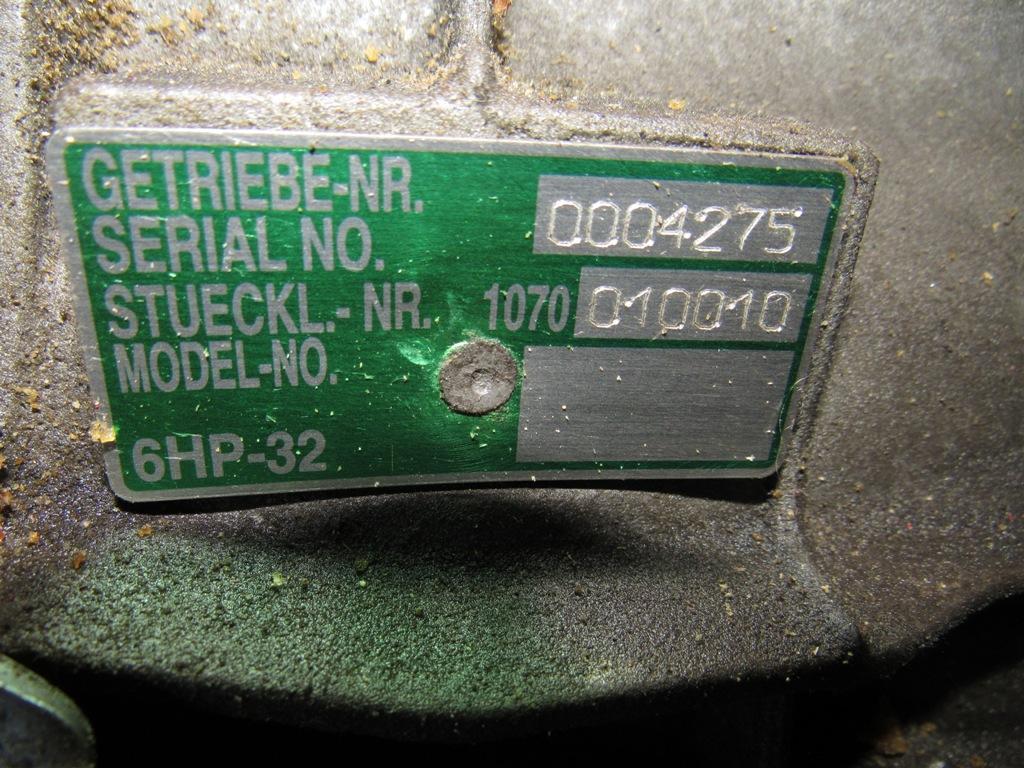 GETRIEBE-NR.
SERIAL NO. 0004275
STUECKL.- NR. 1070 010010
MODEL-NO.
6HP-32